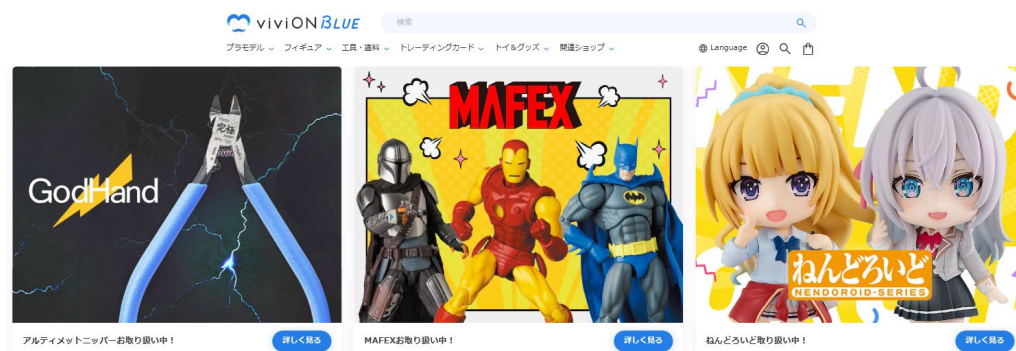 viviON BLUE
検索
プラモデル フィギュア 工具・塗料 トレーディングカード トイ&グッズ 関連ショップ Language
GodHand
究極
MAFEX
ねんどろいど
NENDOROID-SERIES
アルティメットニッパーお取り扱い中！ 詳しく見る
MAFEXお取り扱い中！ 詳しく見る
ねんどろいど取り扱い中！ 詳しく見る